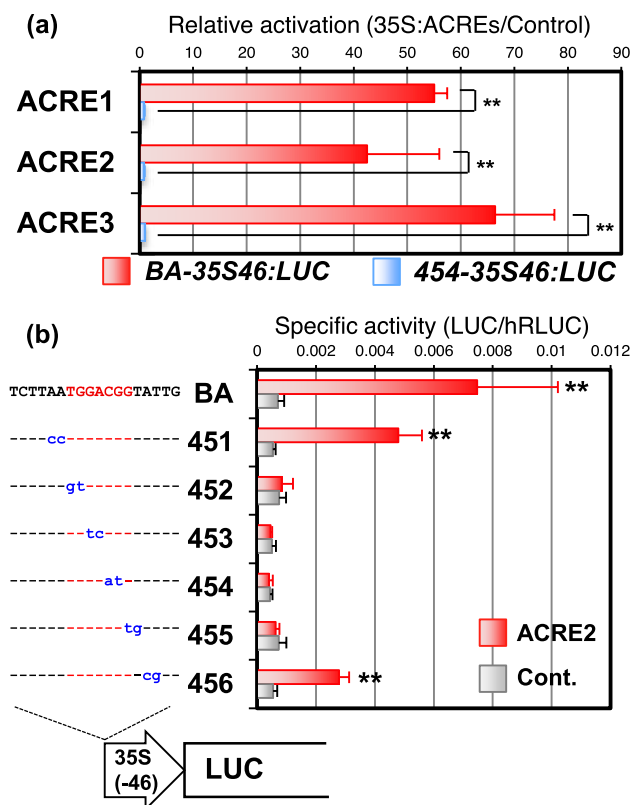 (a)
Relative activation (35S:ACREs/Control)
0 10 20 30 40 50 60 70 80 90
ACRE1
**
ACRE2
**
ACRE3
**
BA-35S46:LUC 454-35S46:LUC
(b)
Specific activity (LUC/hRLUC)
0 0.002 0.004 0.006 0.008 0.01 0.012
TCTTAATGGACGGTATTG BA **
----cc------------ 451 **
------gt---------- 452
--------tc-------- 453
----------at------ 454
------------tg---- 455
--------------cg-- 456 **
ACRE2
Cont.
35S
(-46)
LUC